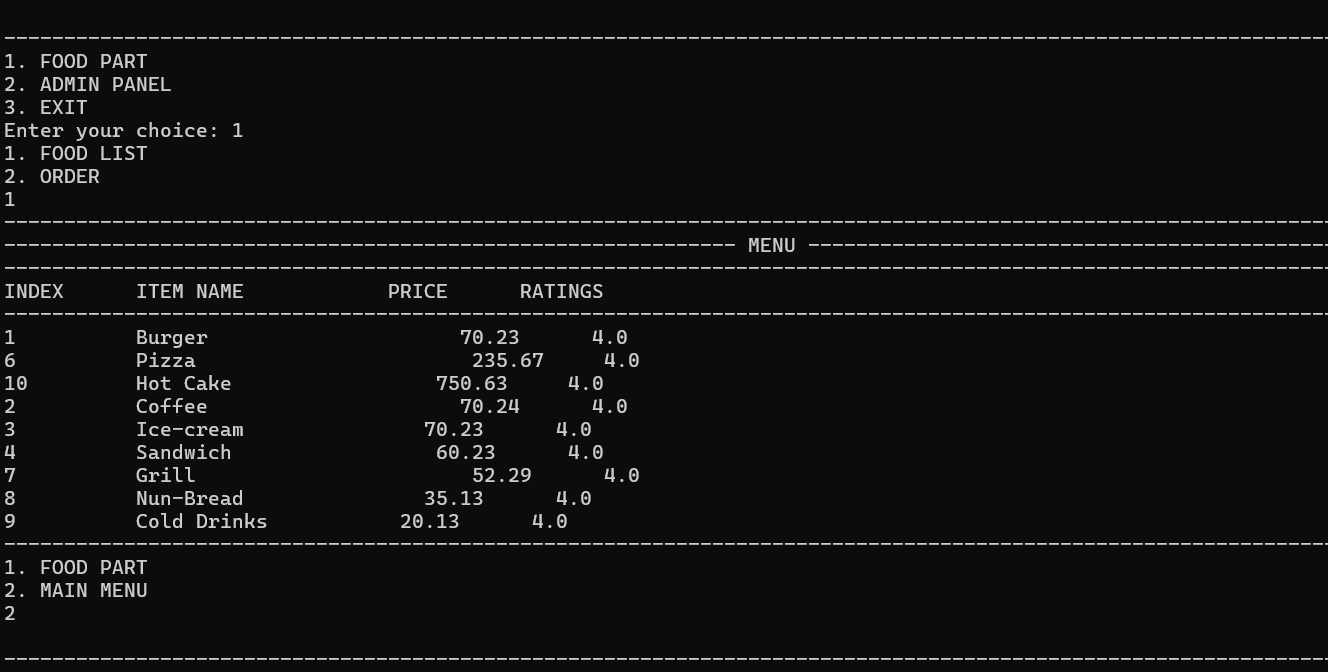 --------------------------------------------------------------------------------------------------------------
1. FOOD PART
2. ADMIN PANEL
3. EXIT
Enter your choice: 1
1. FOOD LIST
2. ORDER
1
--------------------------------------------------------------------------------------------------------------
------------------------------------------------------------- MENU -------------------------------------------
--------------------------------------------------------------------------------------------------------------
INDEX      ITEM NAME            PRICE      RATINGS
--------------------------------------------------------------------------------------------------------------
1          Burger                     70.23      4.0
6          Pizza                       235.67     4.0
10         Hot Cake                 750.63     4.0
2          Coffee                     70.24      4.0
3          Ice-cream               70.23      4.0
4          Sandwich                 60.23      4.0
7          Grill                       52.29      4.0
8          Nun-Bread               35.13      4.0
9          Cold Drinks           20.13      4.0
--------------------------------------------------------------------------------------------------------------
1. FOOD PART
2. MAIN MENU
2
--------------------------------------------------------------------------------------------------------------